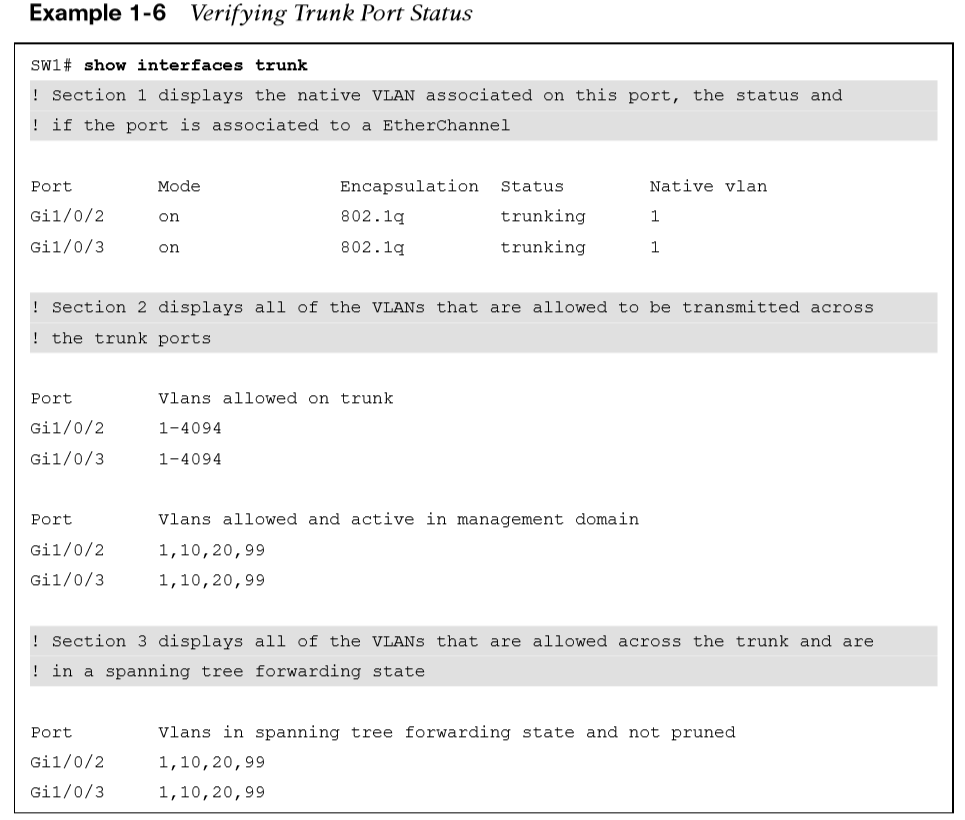 Example 1-6 Verifying Trunk Port Status
SW1# show interfaces trunk
! Section 1 displays the native VLAN associated on this port, the status and
! if the port is associated to a EtherChannel
Port Mode Encapsulation Status Native vlan
Gi1/0/2 on 802.1q trunking 1
Gi1/0/3 on 802.1q trunking 1
! Section 2 displays all of the VLANs that are allowed to be transmitted across
! the trunk ports
Port Vlans allowed on trunk
Gi1/0/2 1-4094
Gi1/0/3 1-4094
Port Vlans allowed and active in management domain
Gi1/0/2 1,10,20,99
Gi1/0/3 1,10,20,99
! Section 3 displays all of the VLANs that are allowed across the trunk and are
! in a spanning tree forwarding state
Port Vlans in spanning tree forwarding state and not pruned
Gi1/0/2 1,10,20,99
Gi1/0/3 1,10,20,99